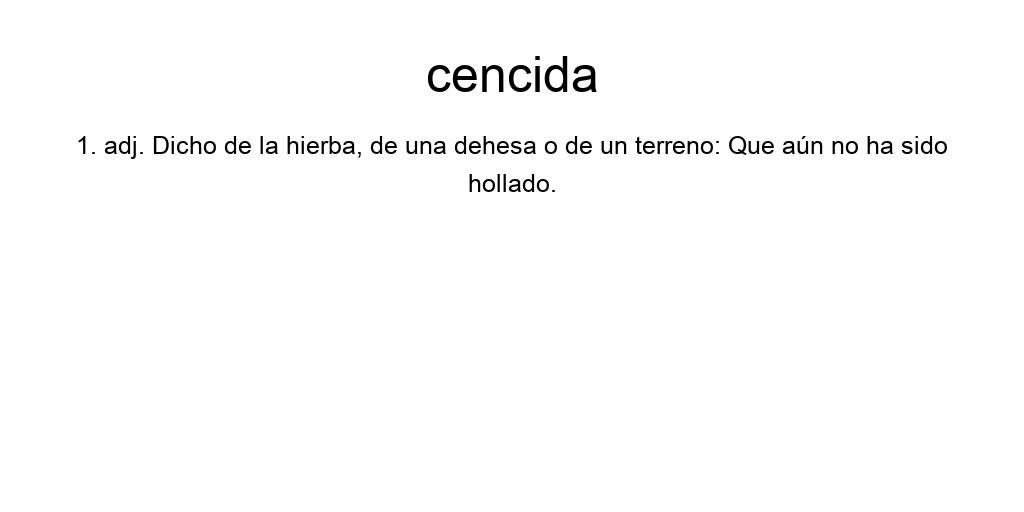 cencida
1. adj. Dicho de la hierba, de una dehesa o de un terreno: Que aún no ha sido
hollado.